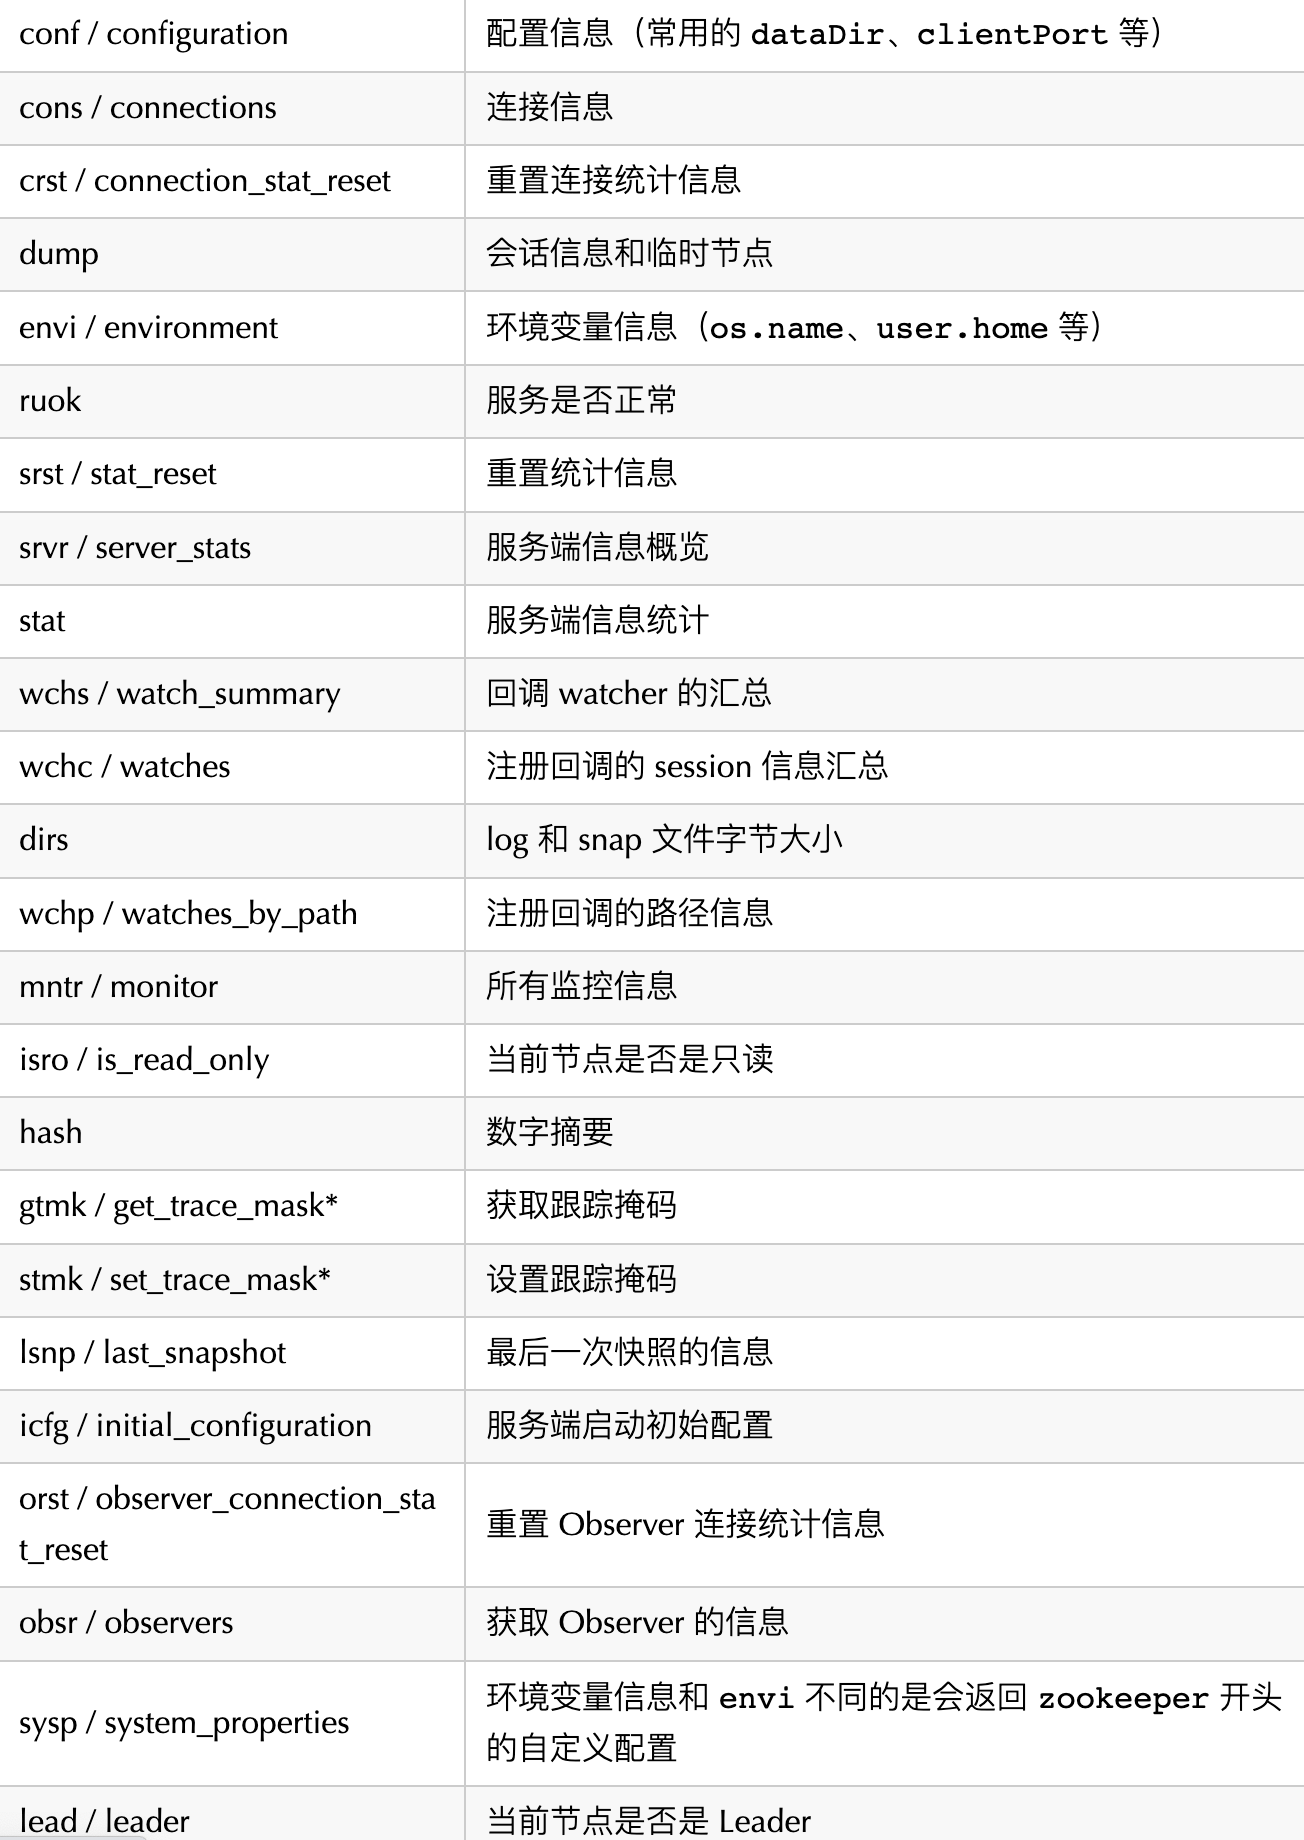 conf / configuration 配置信息（常用的 dataDir、clientPort 等）
cons / connections 连接信息
crst / connection_stat_reset 重置连接统计信息
dump 会话信息和临时节点
envi / environment 环境变量信息（os.name、user.home 等）
ruok 服务是否正常
srst / stat_reset 重置统计信息
srvr / server_stats 服务端信息概览
stat 服务端信息统计
wchs / watch_summary 回调 watcher 的汇总
wchc / watches 注册回调的 session 信息汇总
dirs log 和 snap 文件字节大小
wchp / watches_by_path 注册回调的路径信息
mntr / monitor 所有监控信息
isro / is_read_only 当前节点是否是只读
hash 数字摘要
gtmk / get_trace_mask* 获取跟踪掩码
stmk / set_trace_mask* 设置跟踪掩码
lsnp / last_snapshot 最后一次快照的信息
icfg / initial_configuration 服务端启动初始配置
orst / observer_connection_sta
t_reset
重置 Observer 连接统计信息
obsr / observers 获取 Observer 的信息
sysp / system_properties
环境变量信息和 envi 不同的是会返回 zookeeper 开头
的自定义配置
lead / leader 当前节点是否是 Leader